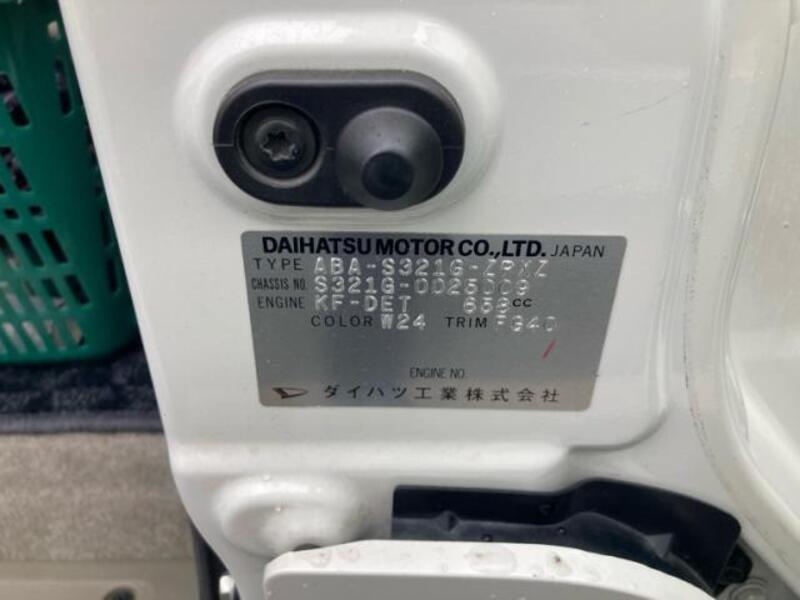 DAIHATSU MOTOR CO.,LTD. JAPAN
TYPE ABA-S321G-ZPXZ
CHASSIS NO. S321G-0025009
ENGINE KF-DET 658cc
COLOR W24 TRIM FG40
ENGINE NO.
ダイハツ工業株式会社